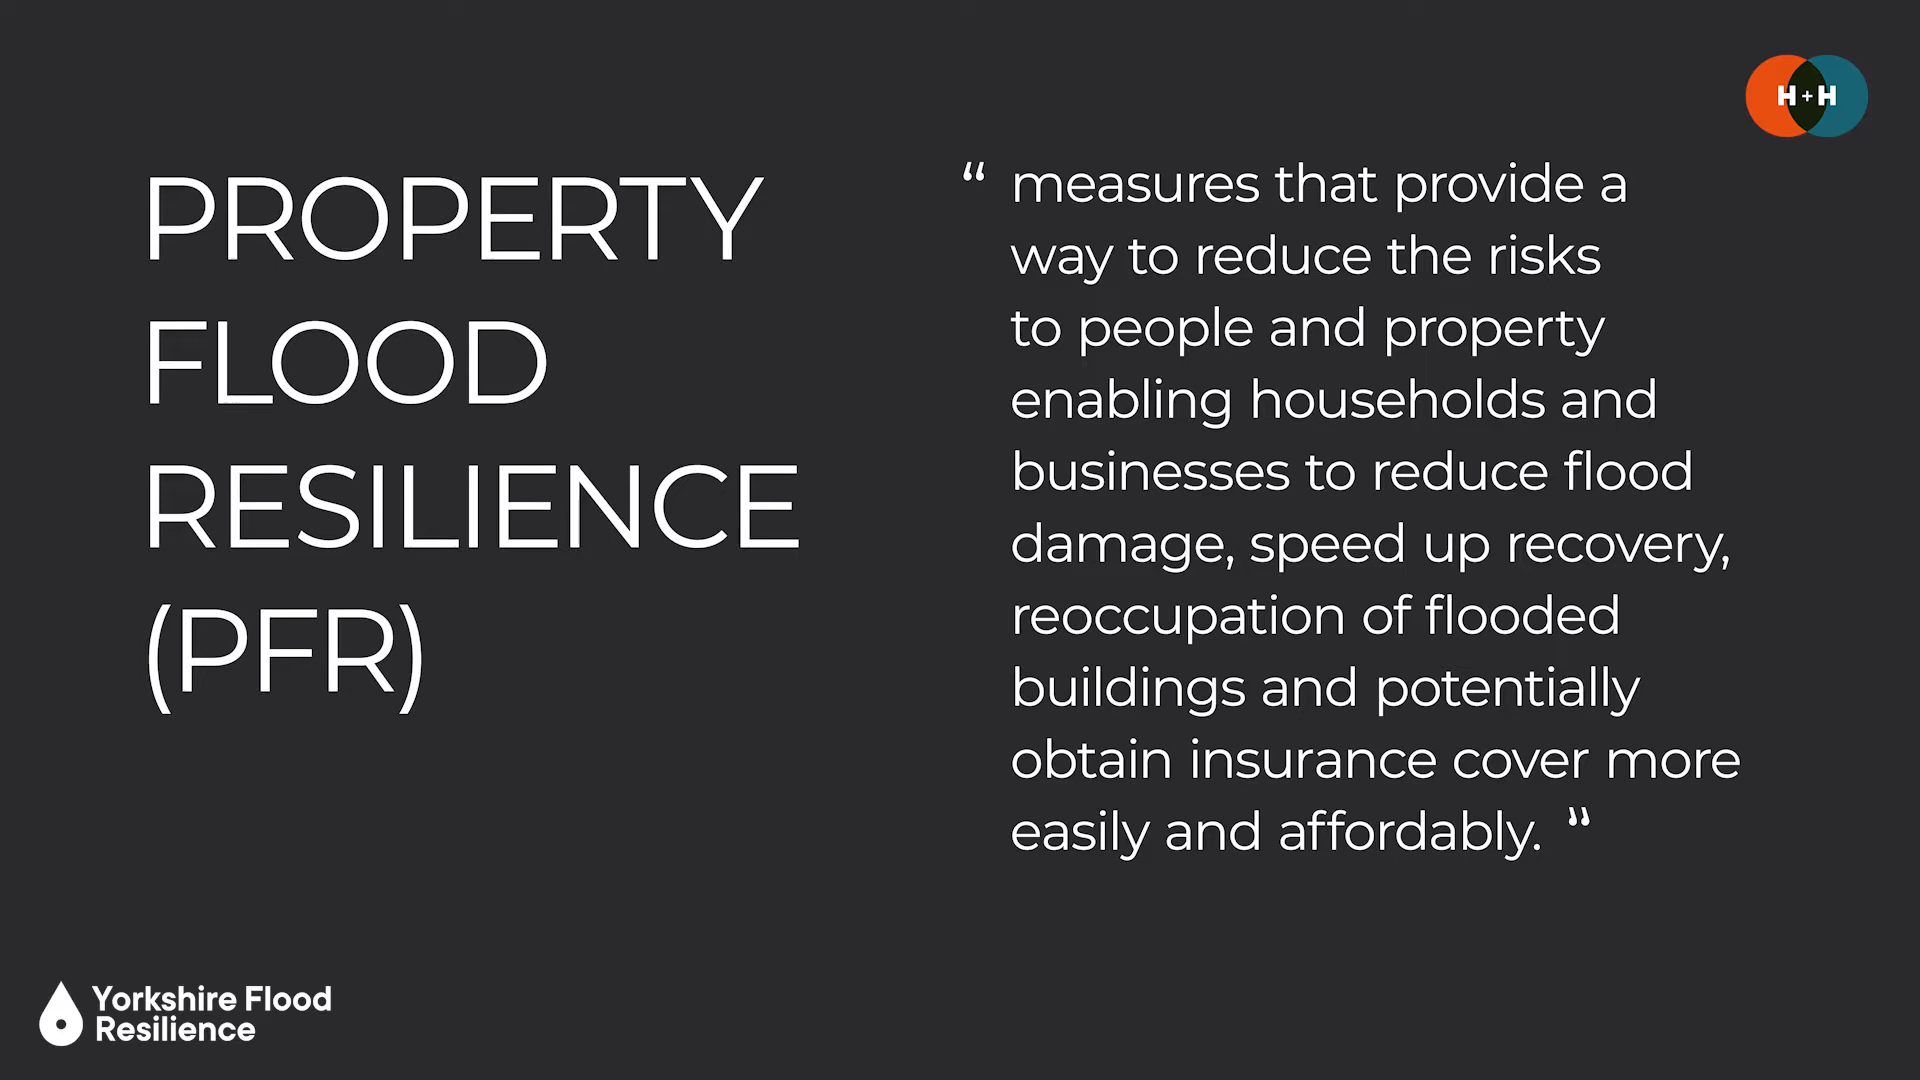 H+H
PROPERTY
FLOOD
RESILIENCE
(PFR)
“ measures that provide a
way to reduce the risks
to people and property
enabling households and
businesses to reduce flood
damage, speed up recovery,
reoccupation of flooded
buildings and potentially
obtain insurance cover more
easily and affordably. ”
Yorkshire Flood
Resilience